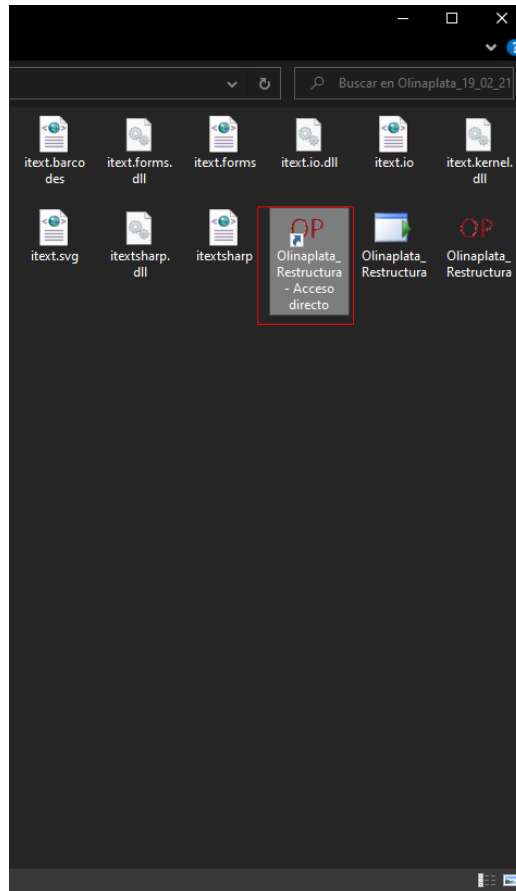 Buscar en Olinaplata_19_02_21
itext.barco
des
itext.forms.
dll
itext.forms
itext.io.dll
itext.io
itext.kernel.
dll
itext.svg
itextsharp.
dll
itextsharp
OP
Olinaplata_
Restructura
- Acceso
directo
Olinaplata_
Restructura
OP
Olinaplata_
Restructura